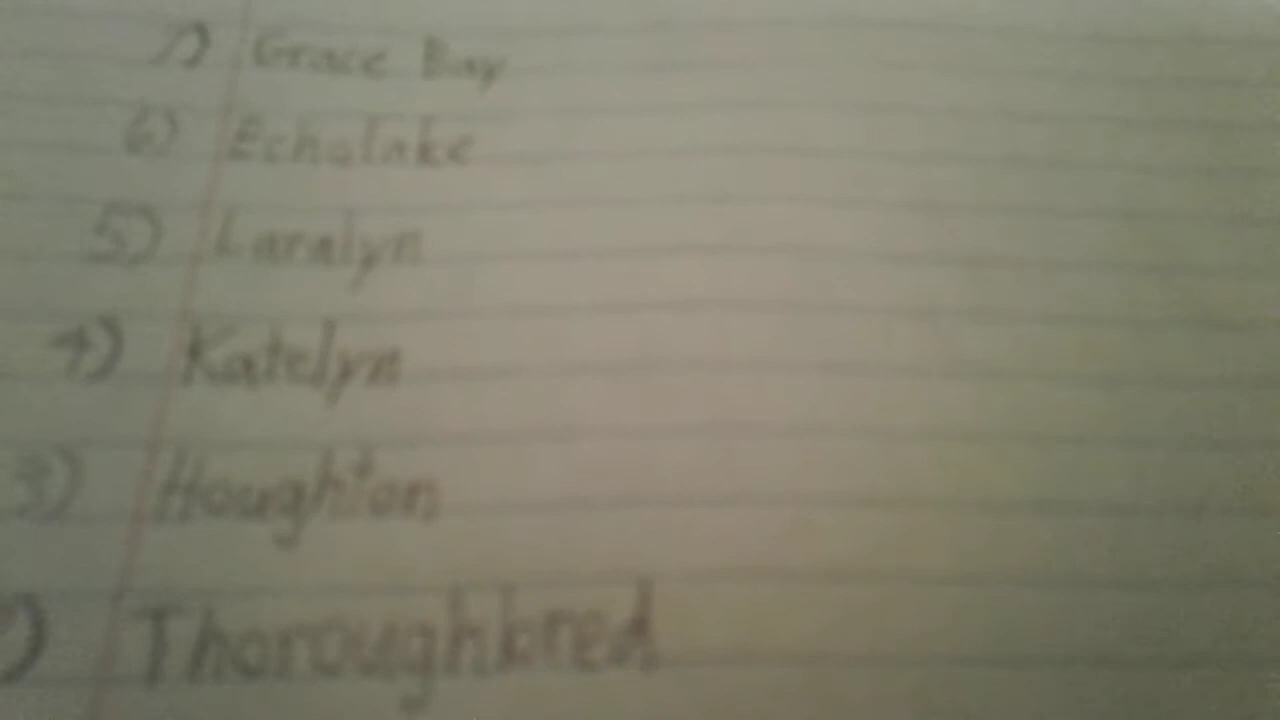 7) Grace Bay
6) Echolake
5) Laralyn
4) Katelyn
3) Houghton
) Thoroughbred